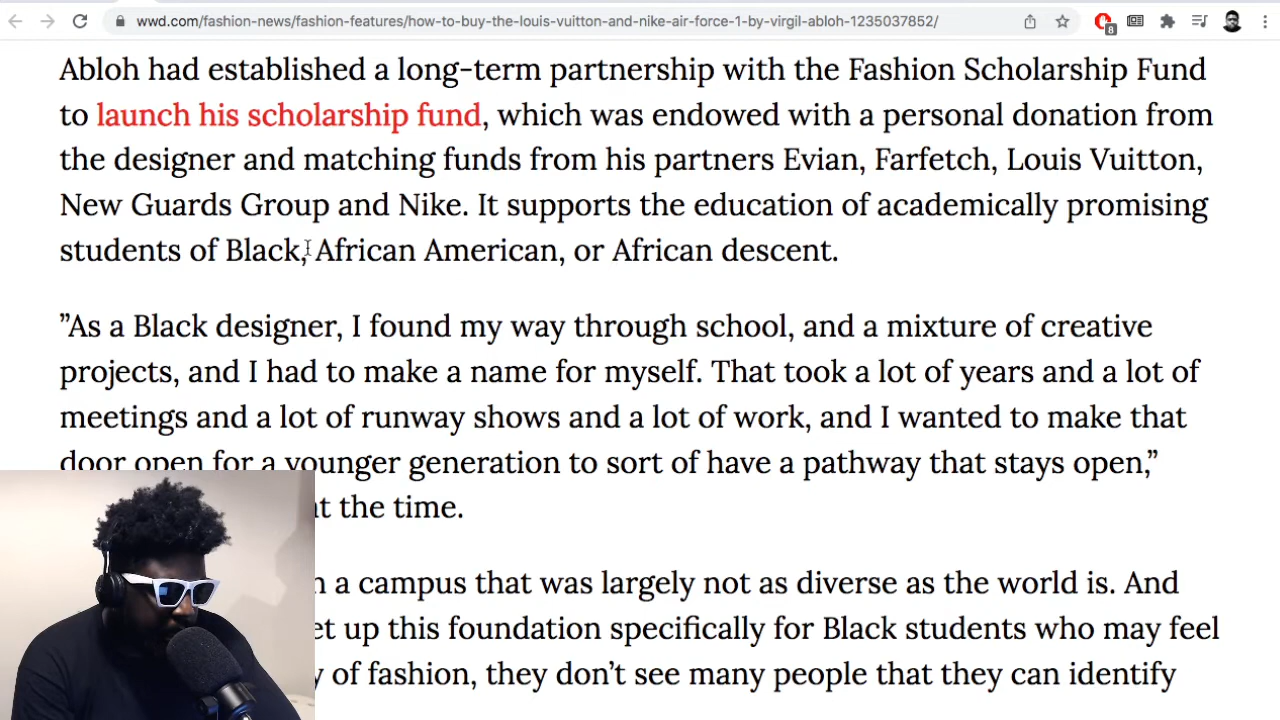 wwd.com/fashion-news/fashion-features/how-to-buy-the-louis-vuitton-and-nike-air-force-1-by-virgil-abloh-1235037852/
8
Abloh had established a long-term partnership with the Fashion Scholarship Fund
to launch his scholarship fund, which was endowed with a personal donation from
the designer and matching funds from his partners Evian, Farfetch, Louis Vuitton,
New Guards Group and Nike. It supports the education of academically promising
students of Black, African American, or African descent.
”As a Black designer, I found my way through school, and a mixture of creative
projects, and I had to make a name for myself. That took a lot of years and a lot of
meetings and a lot of runway shows and a lot of work, and I wanted to make that
door open for a younger generation to sort of have a pathway that stays open,”
the time.
a campus that was largely not as diverse as the world is. And
up this foundation specifically for Black students who may feel
of fashion, they don’t see many people that they can identify